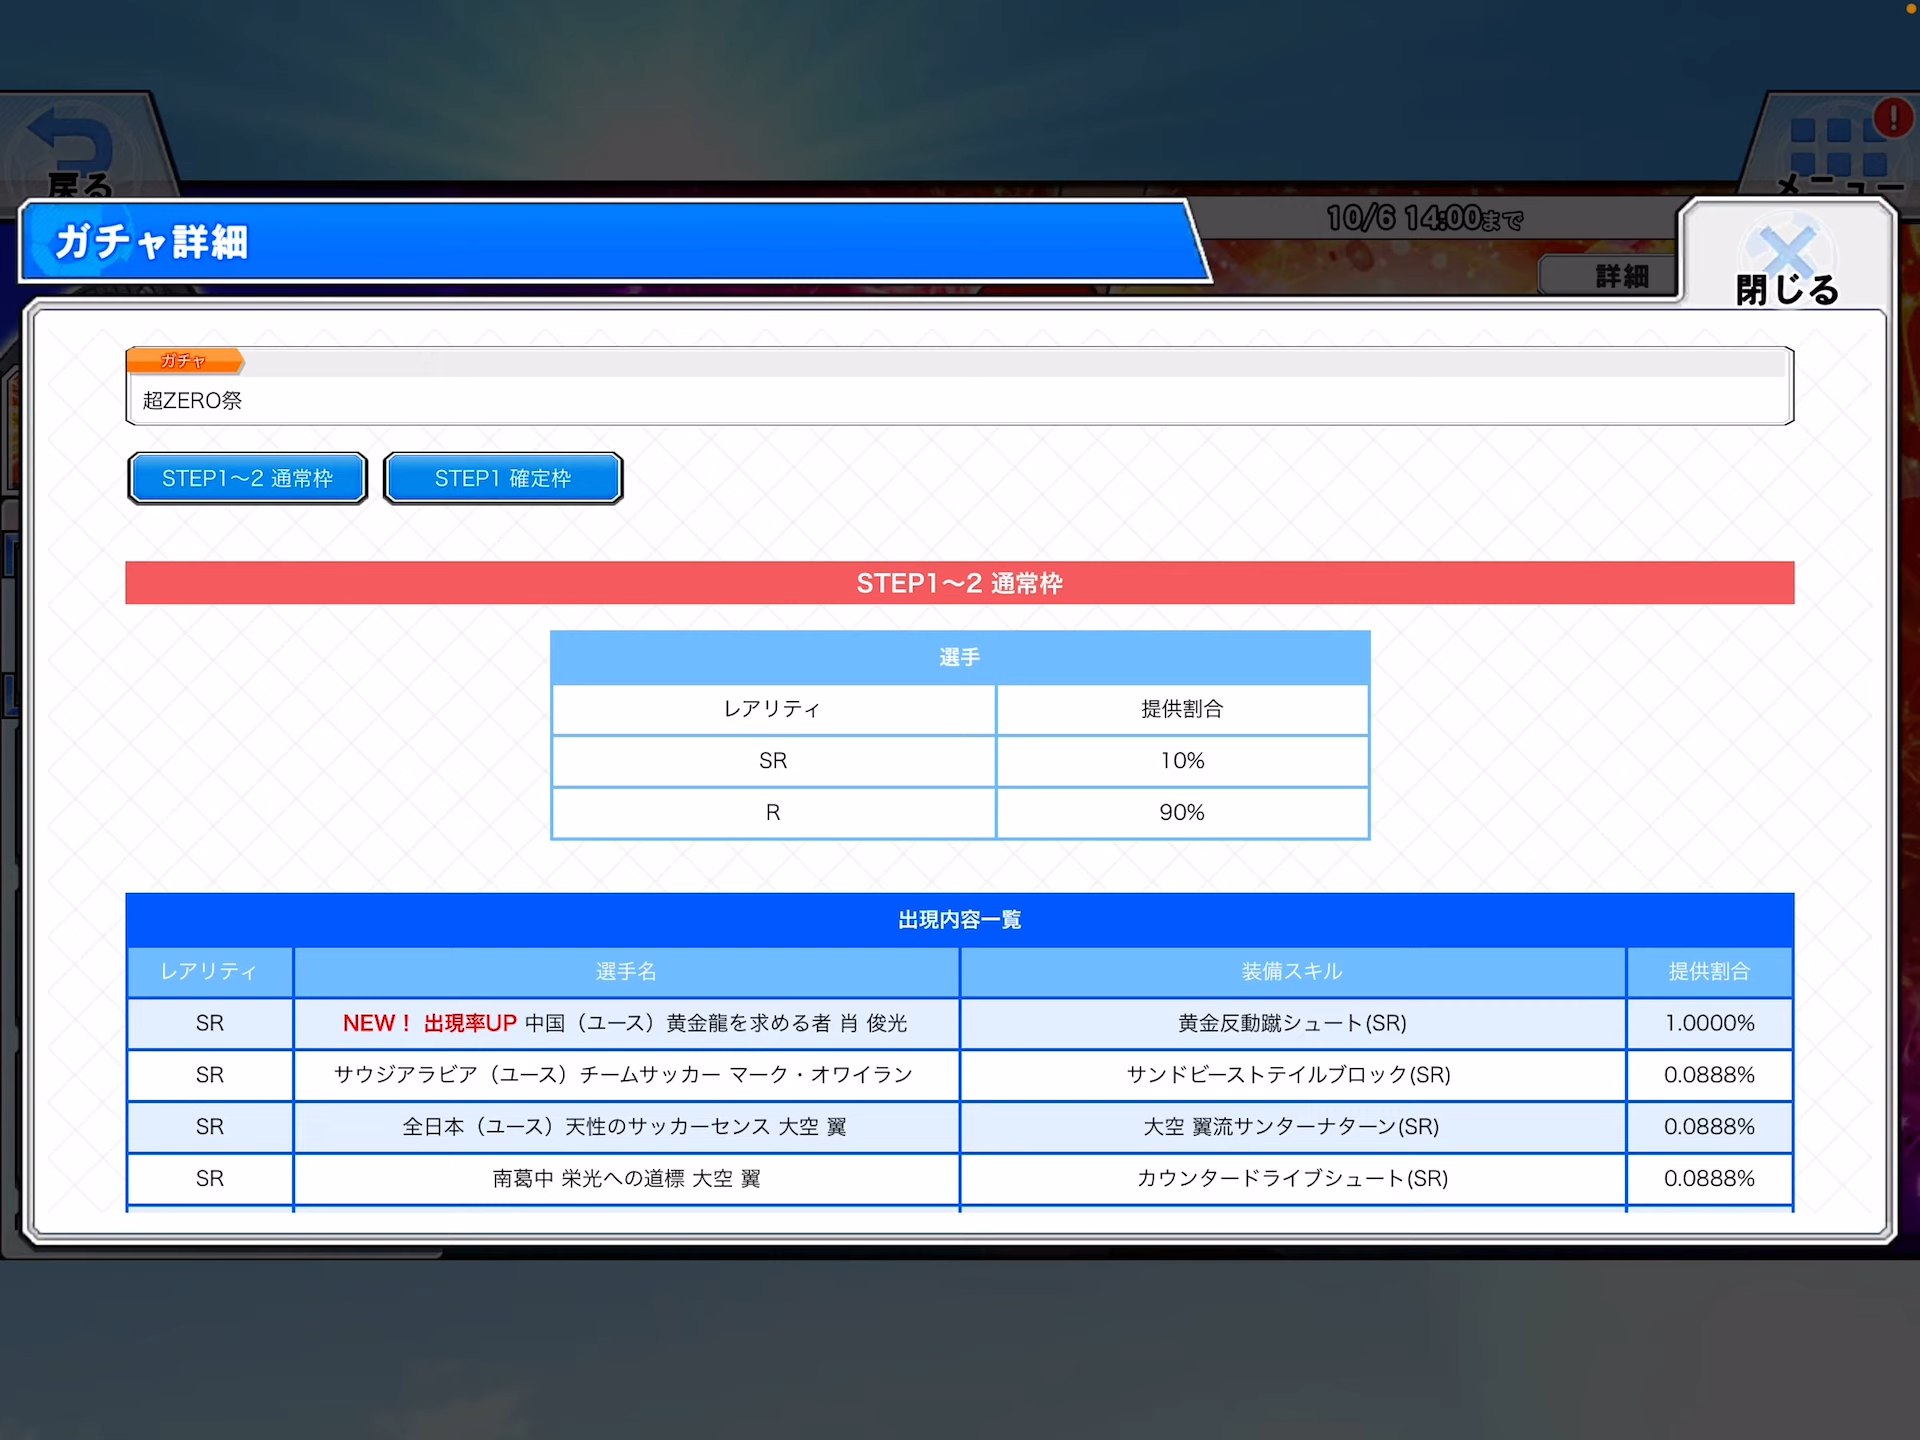 戻る
メニュー
10/6 14:00まで
ガチャ詳細
詳細
閉じる
ガチャ
超ZERO祭
STEP1～2 通常枠
STEP1 確定枠
STEP1～2 通常枠
選手
レアリティ 提供割合
SR 10%
R 90%
出現内容一覧
レアリティ 選手名 装備スキル 提供割合
SR NEW！ 出現率UP 中国（ユース）黄金龍を求める者 肖 俊光 黄金反動蹴シュート(SR) 1.0000%
SR サウジアラビア（ユース）チームサッカー マーク・オワイラン サンドビーストテイルブロック(SR) 0.0888%
SR 全日本（ユース）天性のサッカーセンス 大空 翼 大空 翼流サンターナターン(SR) 0.0888%
SR 南葛中 栄光への道標 大空 翼 カウンタードライブシュート(SR) 0.0888%